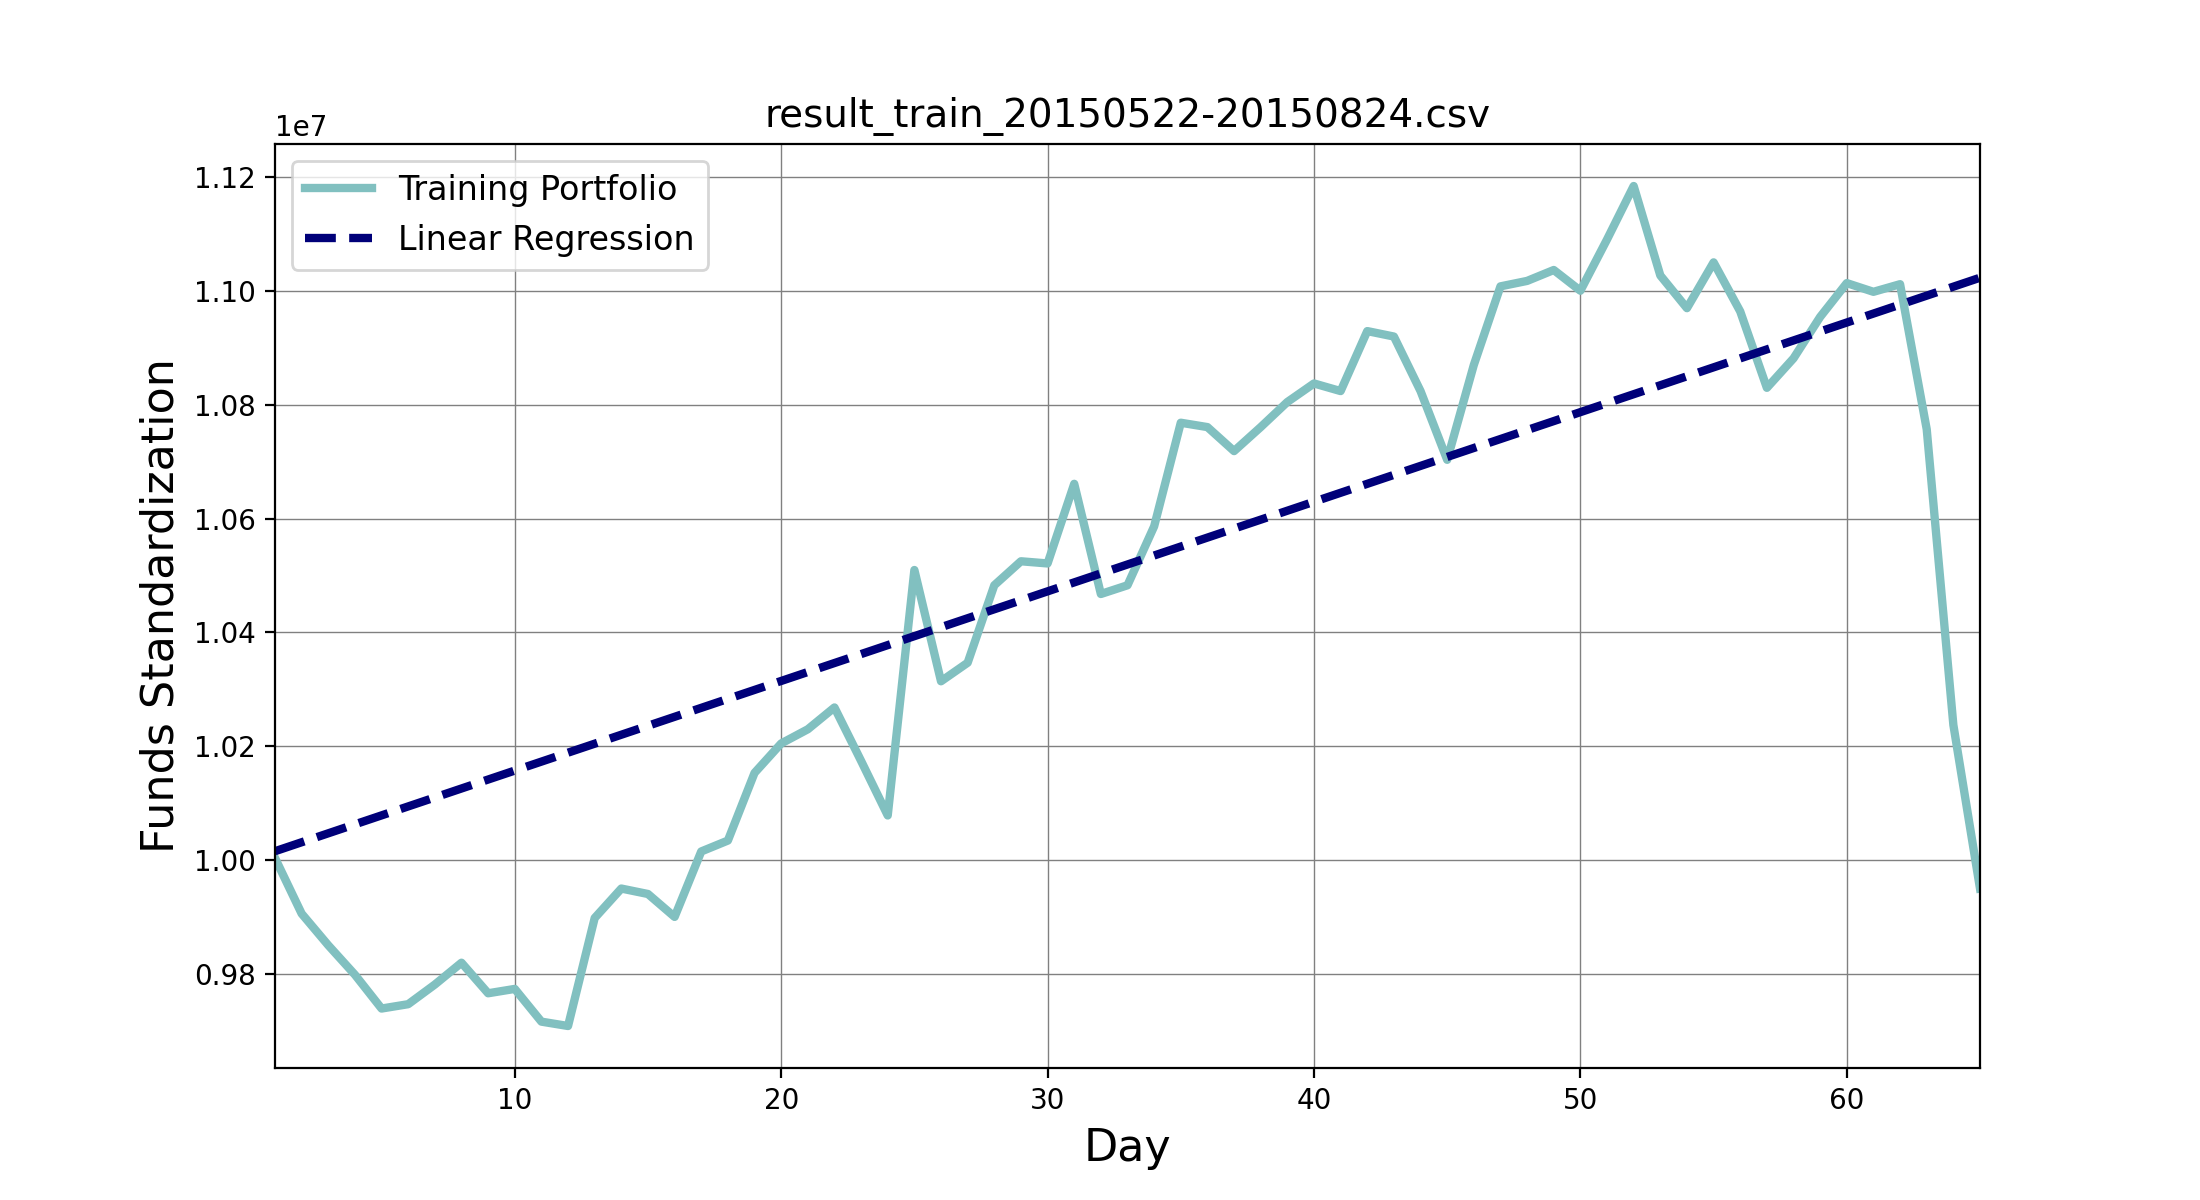 result_train_20150522-20150824.csv
1e7
Training Portfolio
Linear Regression
1.12
1.10
1.08
1.06
1.04
1.02
1.00
0.98
Funds Standardization
10 20 30 40 50 60
Day